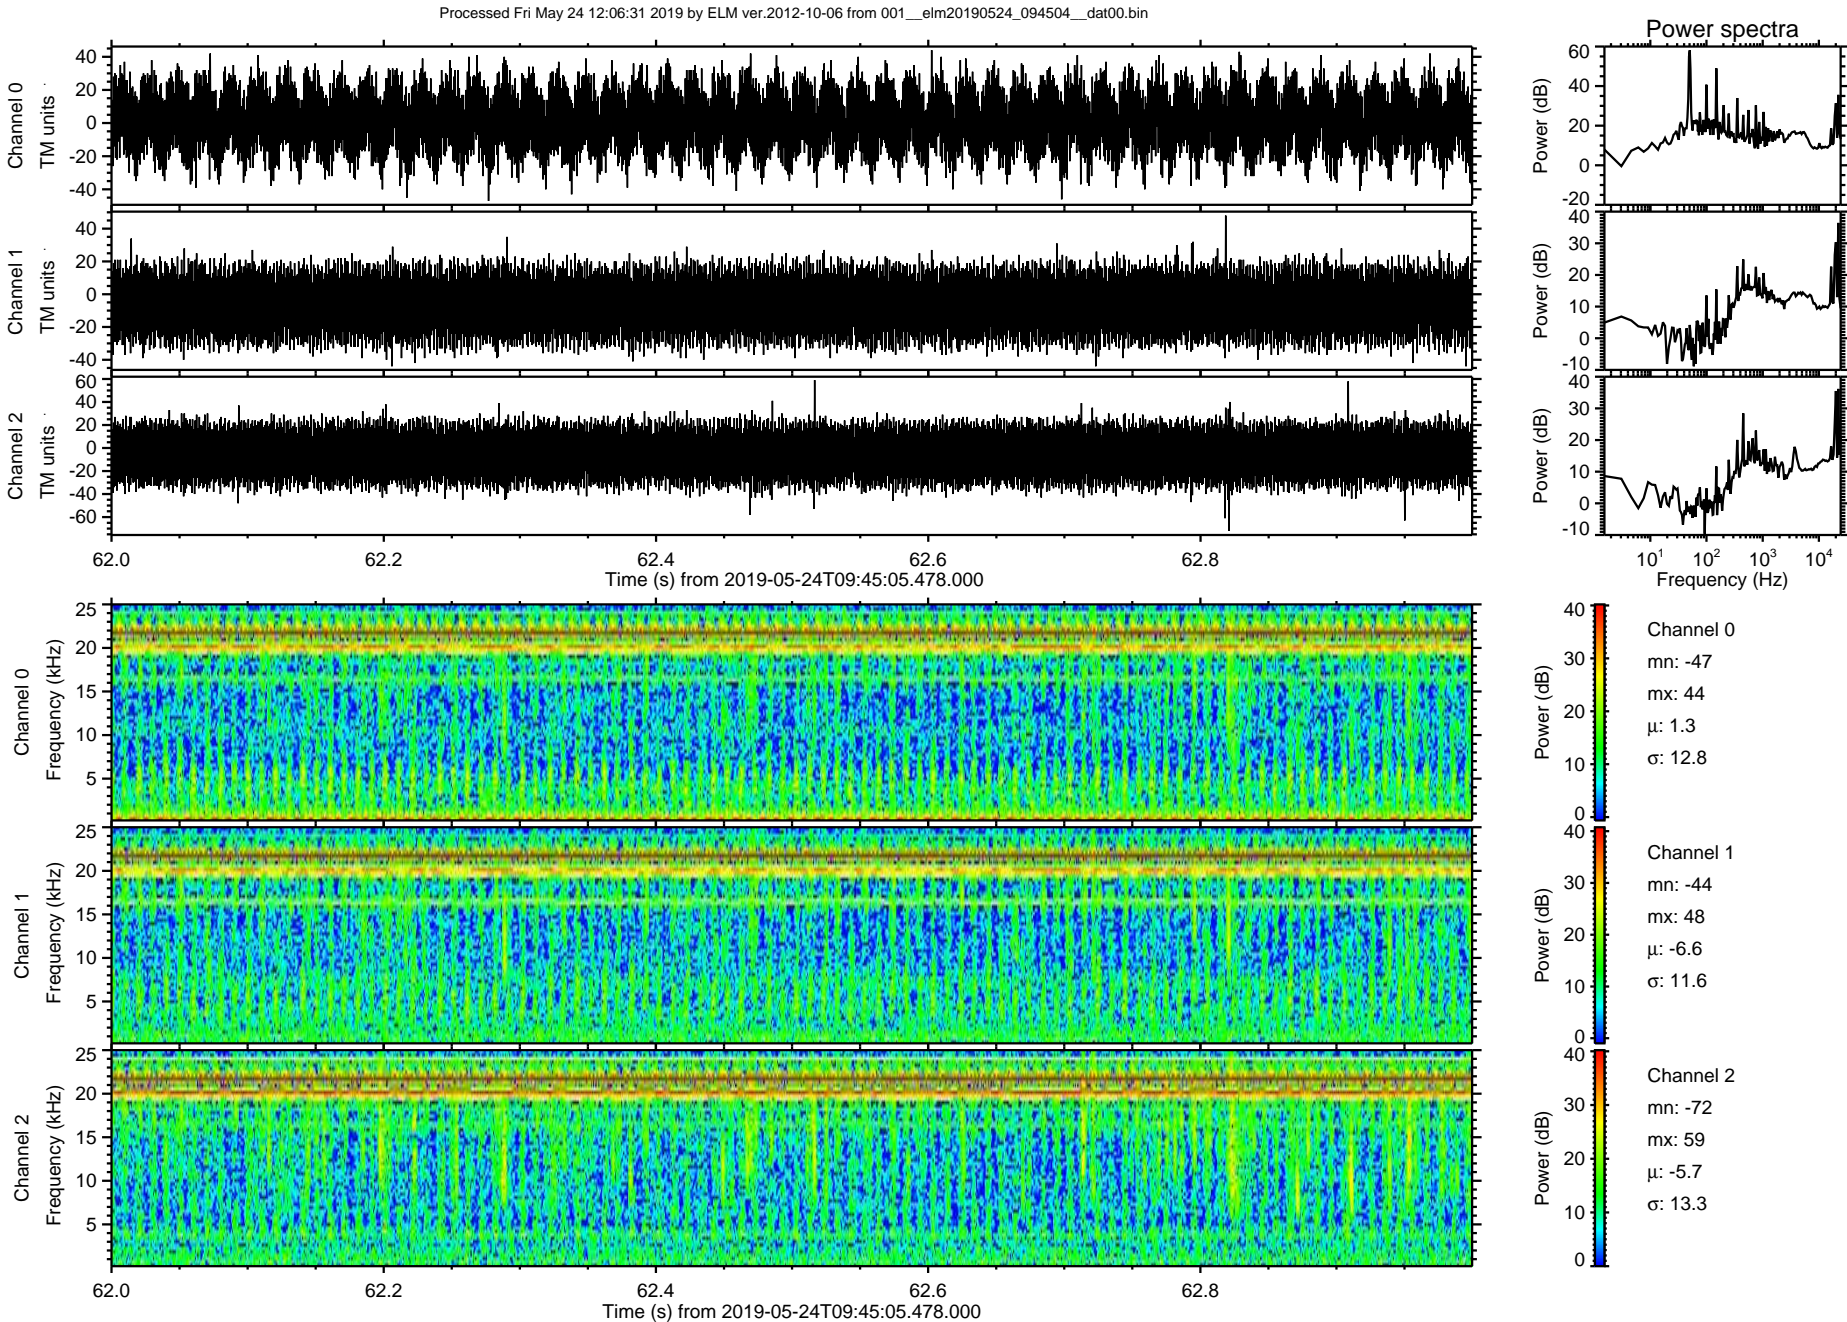 Processed Fri May 24 12:06:31 2019 by ELM ver.2012-10-06 from 001__elm20190524_094504__dat00.bin
Power spectra
Channel 0
TM units
40
20
0
-20
-40
Power (dB)
60
40
20
0
-20
Channel 1
TM units
40
20
0
-20
-40
Power (dB)
40
30
20
10
0
-10
Channel 2
TM units
60
40
20
0
-20
-40
-60
Power (dB)
40
30
20
10
0
-10
62.0 62.2 62.4 62.6 62.8
Time (s) from 2019-05-24T09:45:05.478.000
10^1 10^2 10^3 10^4
Frequency (Hz)
Channel 0
Frequency (kHz)
25
20
15
10
5
Power (dB)
40
30
20
10
0
Channel 0
mn: -47
mx: 44
μ: 1.3
σ: 12.8
Channel 1
Frequency (kHz)
25
20
15
10
5
Power (dB)
40
30
20
10
0
Channel 1
mn: -44
mx: 48
μ: -6.6
σ: 11.6
Channel 2
Frequency (kHz)
25
20
15
10
5
Power (dB)
40
30
20
10
0
Channel 2
mn: -72
mx: 59
μ: -5.7
σ: 13.3
62.0 62.2 62.4 62.6 62.8
Time (s) from 2019-05-24T09:45:05.478.000